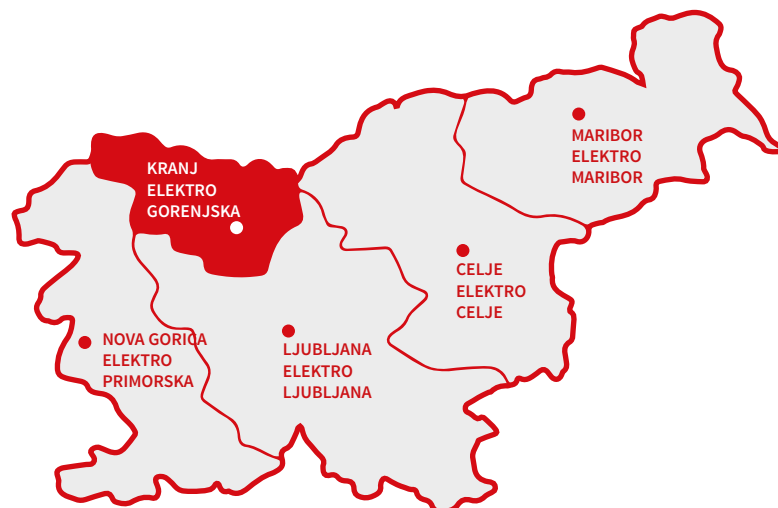 MARIBOR
ELEKTRO
MARIBOR
KRANJ
ELEKTRO
GORENJSKA
CELJE
ELEKTRO
CELJE
NOVA GORICA
ELEKTRO
PRIMORSKA
LJUBLJANA
ELEKTRO
LJUBLJANA